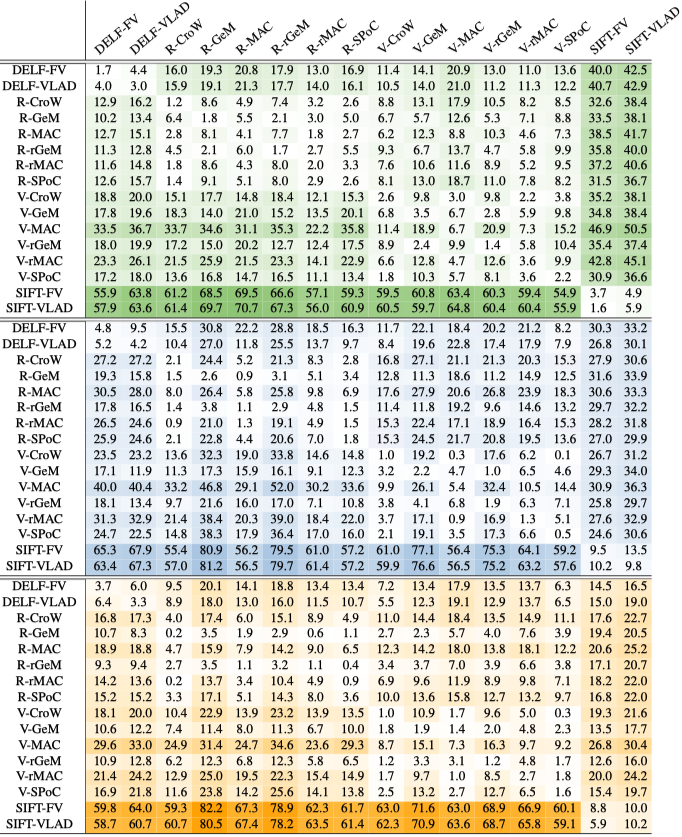 DELF-FV DELF-VLAD R-CroW R-GeM R-MAC R-rGeM R-rMAC R-SPoC V-CroW V-GeM V-MAC V-rGeM V-rMAC V-SPoC SIFT-FV SIFT-VLAD
DELF-FV 1.7 4.4 16.0 19.3 20.8 17.9 13.0 16.9 11.4 14.1 20.9 13.0 11.0 13.6 40.0 42.5
DELF-VLAD 4.0 3.0 15.9 19.1 21.3 17.7 14.0 16.1 10.5 14.0 21.0 11.2 11.3 12.2 40.7 42.9
R-CroW 12.9 16.2 1.2 8.6 4.9 7.4 3.2 2.6 8.8 13.1 17.9 10.5 8.2 8.5 32.6 38.4
R-GeM 10.2 13.4 6.4 1.8 5.5 2.1 3.0 5.0 6.7 5.7 12.6 5.3 7.1 8.8 33.5 38.1
R-MAC 12.7 15.1 2.8 8.1 4.1 7.7 1.8 2.7 6.2 12.3 8.8 10.3 4.6 7.3 38.5 41.7
R-rGeM 11.3 12.8 4.5 2.1 6.0 1.7 2.7 5.5 9.3 6.7 13.7 4.7 5.8 9.9 35.8 40.0
R-rMAC 11.6 14.8 1.8 8.6 4.3 8.0 2.0 3.3 7.6 10.6 11.6 8.9 5.2 9.5 37.2 40.6
R-SPoC 12.6 15.7 1.4 9.1 5.1 8.0 2.9 2.6 8.1 13.0 18.7 11.0 7.8 8.2 31.5 36.7
V-CroW 18.8 20.0 15.1 17.7 14.8 18.4 12.1 15.3 2.6 9.8 3.0 9.8 2.2 3.8 35.2 38.1
V-GeM 17.8 19.6 18.3 14.0 21.0 15.2 13.5 20.1 6.8 3.5 6.7 2.8 5.9 9.8 34.8 38.4
V-MAC 33.5 36.7 33.7 34.6 31.1 35.3 22.2 35.8 11.4 18.9 6.7 20.9 7.3 15.2 46.9 50.5
V-rGeM 18.0 19.9 17.2 15.0 20.2 12.7 12.4 17.5 8.9 2.4 9.9 1.4 5.8 10.4 35.4 37.4
V-rMAC 23.3 26.1 21.5 25.9 21.5 23.3 14.1 22.9 6.6 12.8 4.7 12.6 3.6 9.9 42.8 45.1
V-SPoC 17.2 18.0 13.6 16.8 14.7 16.5 11.1 13.4 1.8 10.3 5.7 8.1 3.6 2.2 30.9 36.6
SIFT-FV 55.9 63.8 61.2 68.5 69.5 66.6 57.1 59.3 59.5 60.8 63.4 60.3 59.4 54.9 3.7 4.9
SIFT-VLAD 57.9 63.6 61.4 69.7 70.7 67.3 56.0 60.9 60.5 59.7 64.8 60.4 60.4 55.9 1.6 5.9
DELF-FV 4.8 9.5 15.5 30.8 22.2 28.8 18.5 16.3 11.7 22.1 18.4 20.2 21.2 8.2 30.3 33.2
DELF-VLAD 5.2 4.2 10.4 27.0 11.8 25.5 13.7 9.7 8.4 19.6 22.8 17.4 17.9 7.9 26.8 30.1
R-CroW 27.2 27.2 2.1 24.4 5.2 21.3 8.3 2.8 16.8 27.1 21.1 21.3 20.3 15.3 27.9 30.6
R-GeM 19.3 15.8 1.5 2.6 0.9 3.1 5.1 3.4 12.8 11.3 18.6 11.2 14.9 12.5 31.6 33.9
R-MAC 30.5 28.0 8.0 26.4 5.8 25.8 9.8 6.9 17.6 27.9 20.6 26.8 23.9 18.3 30.6 33.3
R-rGeM 17.8 16.5 1.4 3.8 1.1 2.9 4.8 1.5 11.4 11.8 19.2 9.6 14.6 13.2 29.7 32.2
R-rMAC 26.5 24.6 0.9 21.0 1.3 19.1 4.9 1.5 15.3 22.4 17.1 18.9 16.4 15.3 28.2 31.8
R-SPoC 25.9 24.6 2.1 22.8 4.4 20.6 7.0 1.8 15.3 24.5 21.7 20.8 19.5 13.6 27.0 29.9
V-CroW 23.5 23.2 13.6 32.3 19.0 33.8 14.6 14.8 1.0 19.2 0.3 17.6 6.2 0.1 26.7 31.2
V-GeM 17.1 11.9 11.3 17.3 15.9 16.1 9.1 12.3 3.2 2.2 4.7 1.0 6.5 4.6 29.3 34.0
V-MAC 40.0 40.4 33.2 46.8 29.1 52.0 30.2 33.6 9.9 26.1 5.4 32.4 10.5 14.4 30.9 36.3
V-rGeM 18.1 13.4 9.7 21.6 16.0 17.0 7.1 10.8 3.8 4.1 6.8 1.9 6.3 7.1 25.8 29.7
V-rMAC 31.3 32.9 21.4 38.4 20.3 39.0 18.4 22.0 3.7 17.1 0.9 16.9 1.3 5.1 27.6 32.9
V-SPoC 24.7 22.5 14.8 38.3 17.9 36.4 17.0 16.0 2.1 19.1 3.5 17.3 6.6 0.5 24.6 30.6
SIFT-FV 65.3 67.9 55.4 80.9 56.2 79.5 61.0 57.2 61.0 77.1 56.4 75.3 64.1 59.2 9.5 13.5
SIFT-VLAD 63.4 67.3 57.0 81.2 56.5 79.7 61.4 57.2 59.9 76.6 56.5 75.2 63.2 57.6 10.2 9.8
DELF-FV 3.7 6.0 9.5 20.1 14.1 18.8 13.4 13.4 7.2 13.4 17.9 13.5 13.7 6.3 14.5 16.5
DELF-VLAD 6.4 3.3 8.9 18.0 13.0 16.0 11.5 10.7 5.5 12.3 19.1 12.9 13.7 6.5 15.0 19.0
R-CroW 16.8 17.3 4.0 17.4 6.0 15.1 8.9 4.9 11.0 14.4 18.4 13.5 14.9 11.1 17.6 22.7
R-GeM 10.7 8.3 0.2 3.5 1.9 2.9 0.6 1.1 2.7 2.3 5.7 4.0 7.6 3.9 19.4 20.5
R-MAC 18.9 18.8 4.7 15.9 7.9 14.2 9.0 6.5 12.3 14.2 18.0 13.8 18.1 12.2 20.6 25.2
R-rGeM 9.3 9.4 2.7 3.5 1.1 3.2 1.1 0.4 3.4 3.7 7.0 3.9 6.6 3.8 17.1 20.7
R-rMAC 14.2 13.6 0.2 13.7 3.4 10.4 4.9 0.9 6.9 9.6 11.9 8.9 9.8 7.1 18.2 22.0
R-SPoC 15.2 15.2 3.3 17.1 5.1 14.3 8.0 3.6 10.0 13.6 15.8 12.7 13.2 9.7 16.8 22.0
V-CroW 18.1 20.0 10.4 22.9 13.9 23.2 13.9 13.5 1.0 10.9 1.7 9.6 5.0 0.3 19.3 21.6
V-GeM 10.6 12.2 7.4 11.4 8.0 11.3 6.7 10.0 1.8 1.9 1.4 2.0 4.8 2.3 13.5 17.7
V-MAC 29.6 33.0 24.9 31.4 24.7 34.6 23.6 29.3 8.7 15.1 7.3 16.3 9.7 9.2 26.8 30.4
V-rGeM 10.9 12.8 6.2 12.3 6.8 12.3 5.8 6.5 1.2 3.3 3.1 1.2 4.8 1.7 12.6 16.0
V-rMAC 21.4 24.2 12.9 25.0 19.5 22.3 15.4 14.9 1.7 9.7 1.0 8.5 2.7 1.8 20.0 24.2
V-SPoC 16.9 21.8 11.6 23.8 14.2 25.6 14.1 13.8 2.5 13.2 2.7 12.7 6.5 1.6 15.4 19.7
SIFT-FV 59.8 64.0 59.3 82.2 67.3 78.9 62.3 61.7 63.0 71.6 63.0 68.9 66.9 60.1 8.8 10.0
SIFT-VLAD 58.7 60.7 60.7 80.5 67.4 78.2 63.5 61.4 62.3 70.9 63.6 68.7 65.8 59.1 5.9 10.2